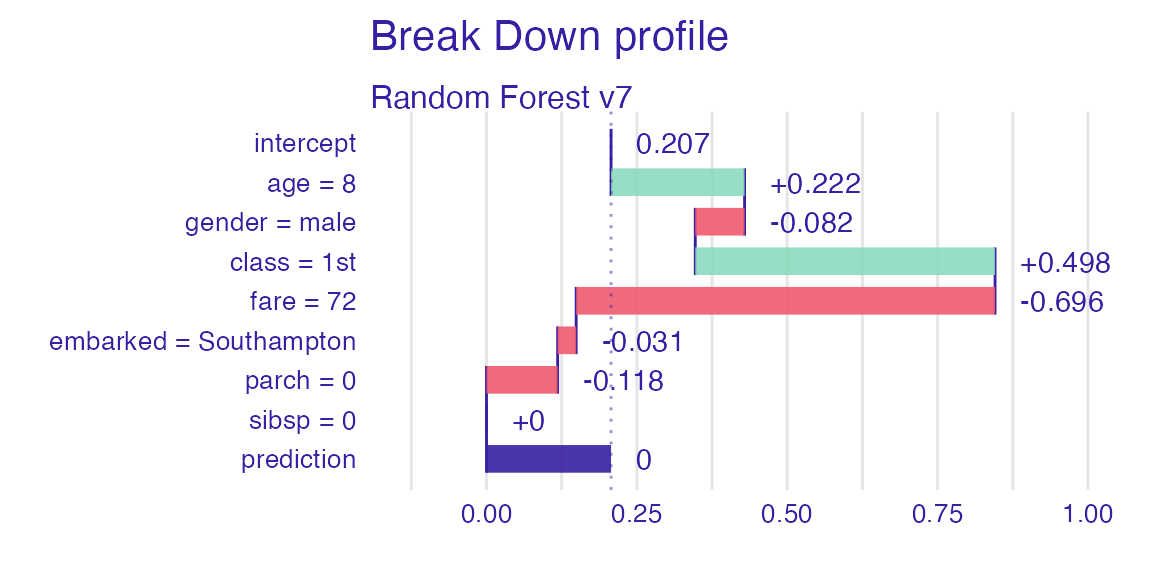 Break Down profile
Random Forest v7
intercept 0.207
age = 8 +0.222
gender = male -0.082
class = 1st +0.498
fare = 72 -0.696
embarked = Southampton -0.031
parch = 0 -0.118
sibsp = 0 +0
prediction 0
0.00 0.25 0.50 0.75 1.00